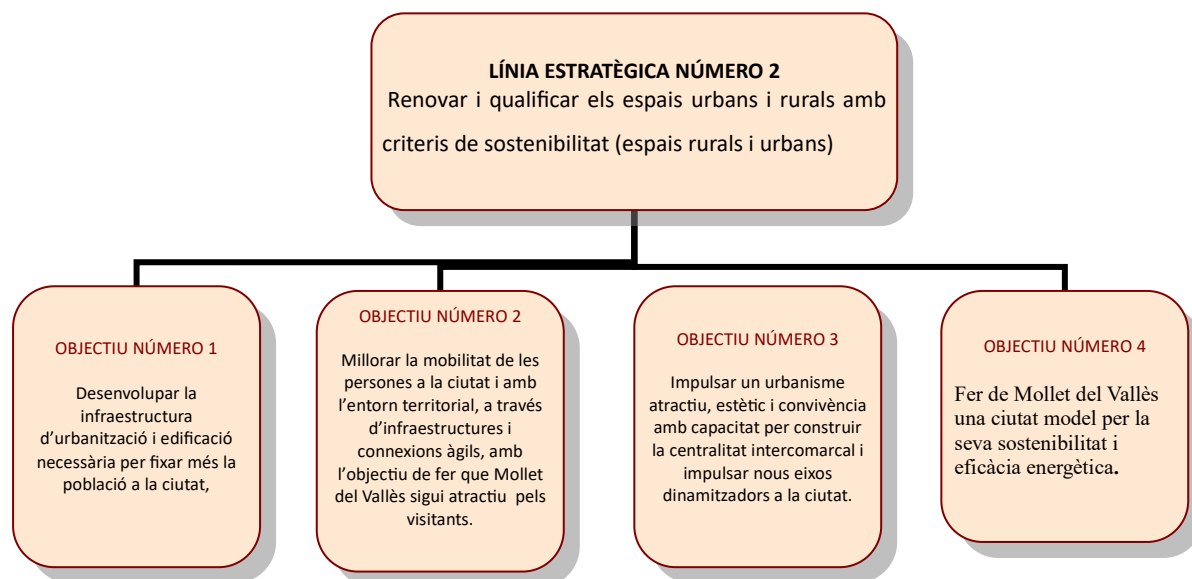 LÍNIA ESTRATÈGICA NÚMERO 2
Renovar i qualificar els espais urbans i rurals amb
criteris de sostenibilitat (espais rurals i urbans)
OBJECTIU NÚMERO 1
Desenvolupar la
infraestructura
d’urbanització i edificació
necessària per fixar més la
població a la ciutat,
OBJECTIU NÚMERO 2
Millorar la mobilitat de les
persones a la ciutat i amb
l’entorn territorial, a través
d’infraestructures i
connexions àgils, amb
l’objectiu de fer que Mollet
del Vallès sigui atractiu pels
visitants.
OBJECTIU NÚMERO 3
Impulsar un urbanisme
atractiu, estètic i convivència
amb capacitat per construir
la centralitat intercomarcal i
impulsar nous eixos
dinamitzadors a la ciutat.
OBJECTIU NÚMERO 4
Fer de Mollet del Vallès
una ciutat model per la
seva sostenibilitat i
eficàcia energètica.